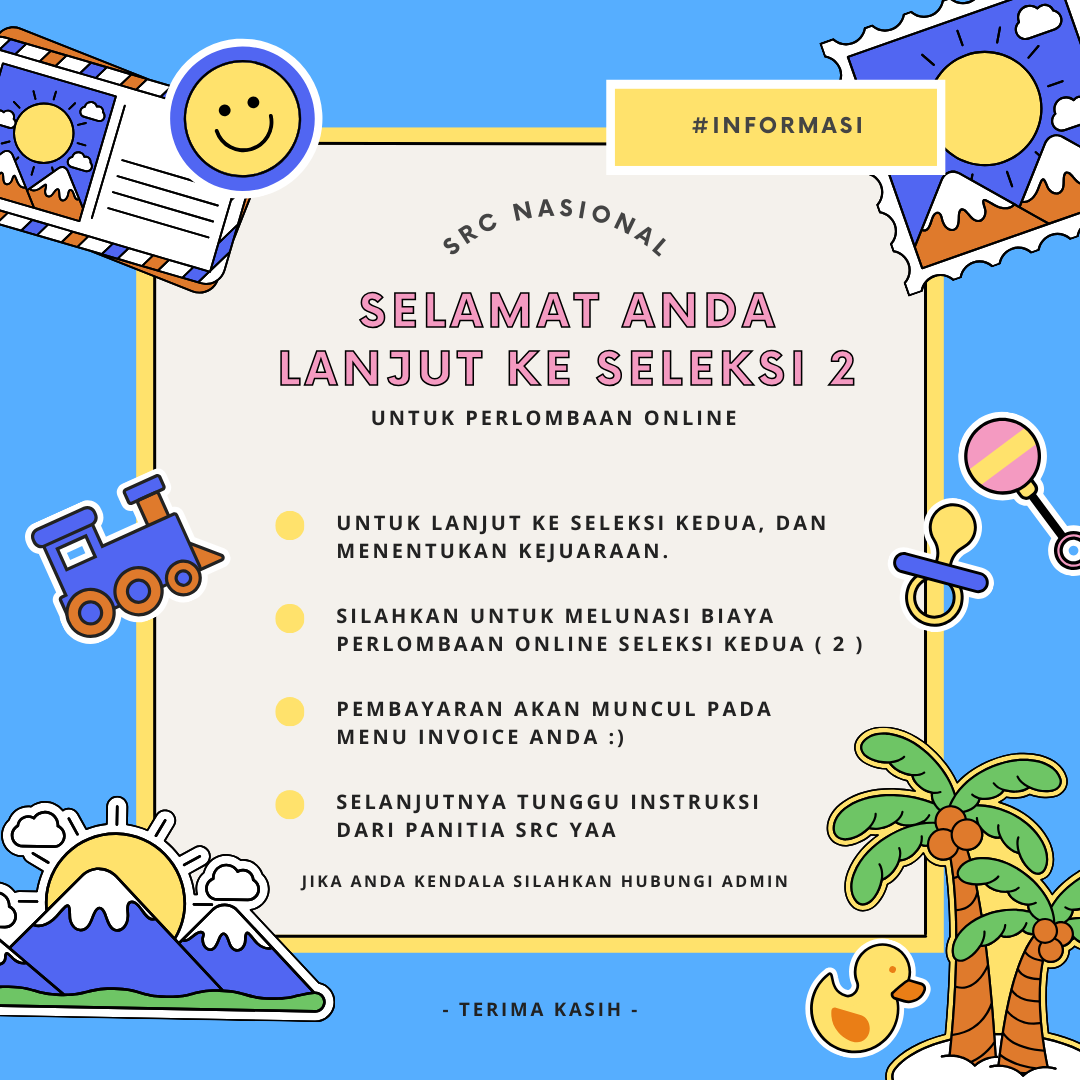 #INFORMASI
SRC NASIONAL
SELAMAT ANDA
LANJUT KE SELEKSI 2
UNTUK PERLOMBAAN ONLINE
UNTUK LANJUT KE SELEKSI KEDUA, DAN
MENENTUKAN KEJUARAAN.
SILAHKAN UNTUK MELUNASI BIAYA
PERLOMBAAN ONLINE SELEKSI KEDUA ( 2 )
PEMBAYARAN AKAN MUNCUL PADA
MENU INVOICE ANDA :)
SELANJUTNYA TUNGGU INSTRUKSI
DARI PANITIA SRC YAA
JIKA ANDA KENDALA SILAHKAN HUBUNGI ADMIN
- TERIMA KASIH -